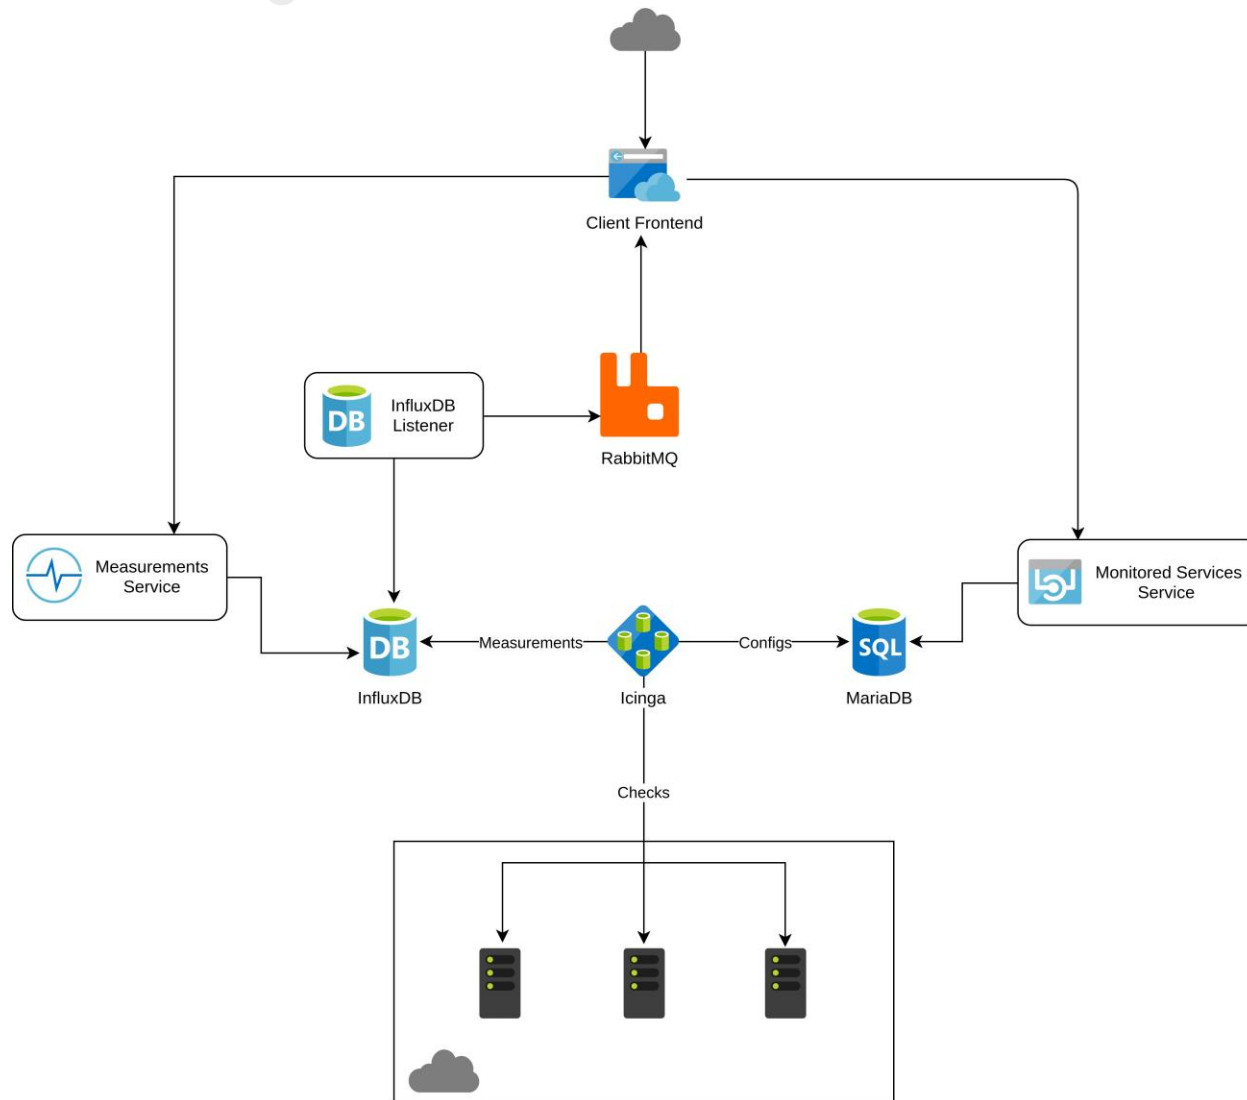 Client Frontend
DB
InfluxDB
Listener
RabbitMQ
Measurements
Service
Monitored Services
Service
DB
Measurements
Configs
SQL
InfluxDB
Icinga
MariaDB
Checks